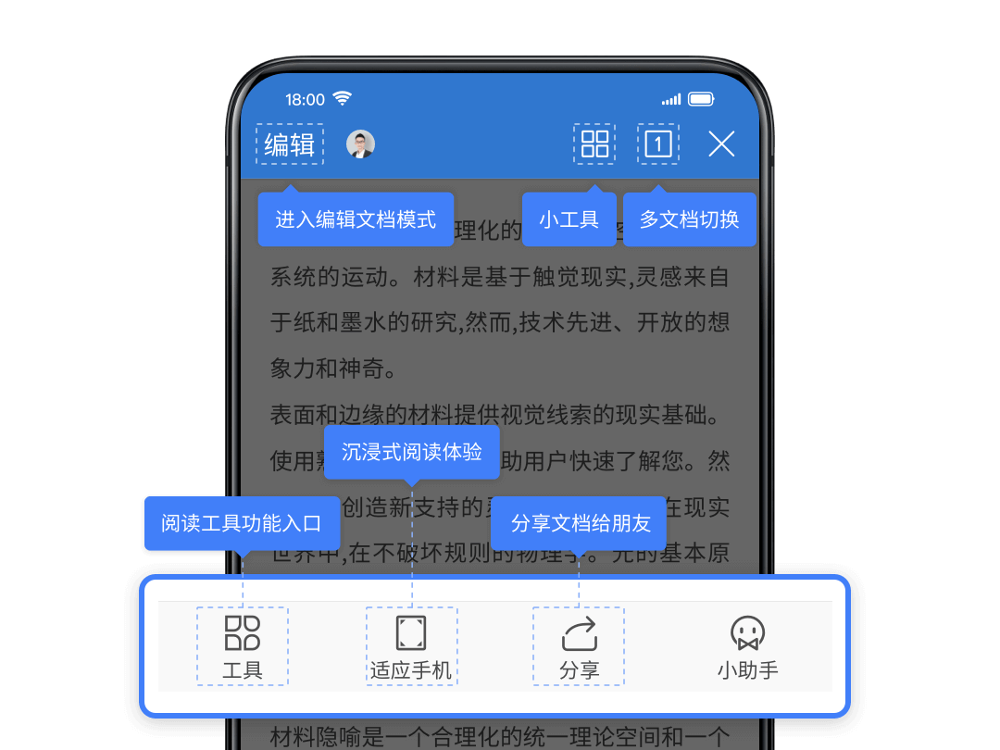 18:00
编辑
1
进入编辑文档模式
小工具
多文档切换
理化的
系统的运动。材料是基于触觉现实,灵感来自
于纸和墨水的研究,然而,技术先进、开放的想
象力和神奇。
表面和边缘的材料提供视觉线索的现实基础。
沉浸式阅读体验
使用 助用户快速了解您。然
创造新支持的 在现实
阅读工具功能入口
分享文档给朋友
世界中,在不破坏规则的物理学。光的基本原
工具
适应手机
分享
小助手
材料隐喻是一个合理化的统一理论空间和一个